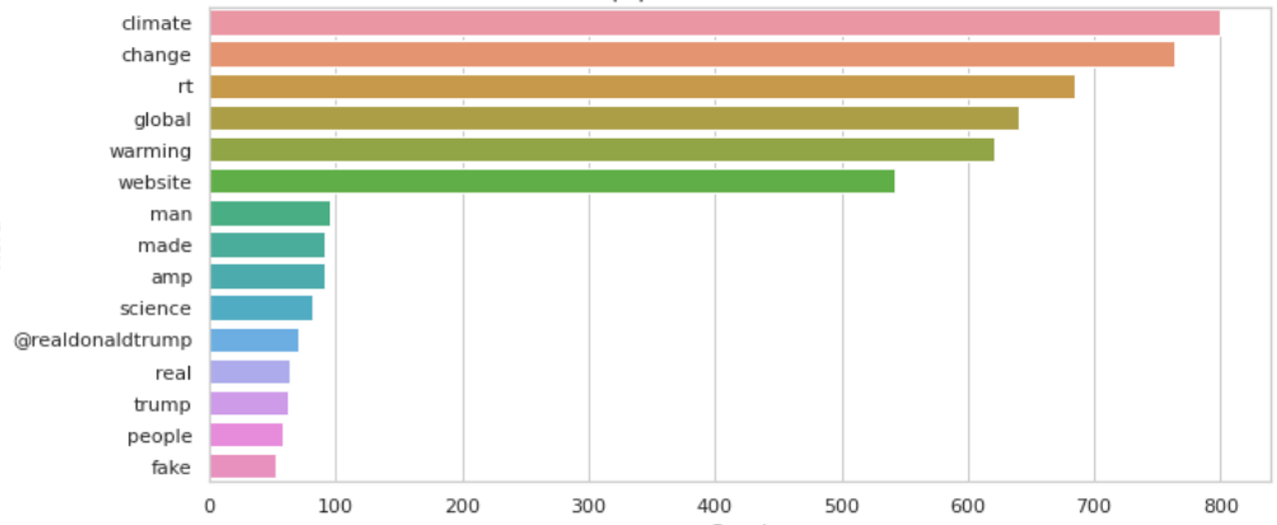 climate
change
rt
global
warming
website
man
made
amp
science
@realdonaldtrump
real
trump
people
fake
0 100 200 300 400 500 600 700 800